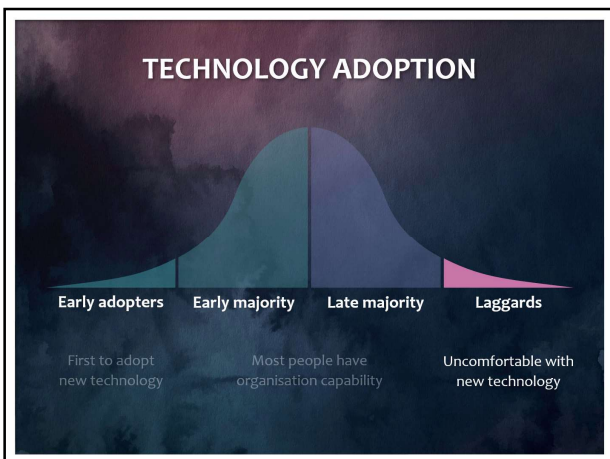 TECHNOLOGY ADOPTION
Early adopters
Early majority
Late majority
Laggards
First to adopt
new technology
Most people have
organisation capability
Uncomfortable with
new technology